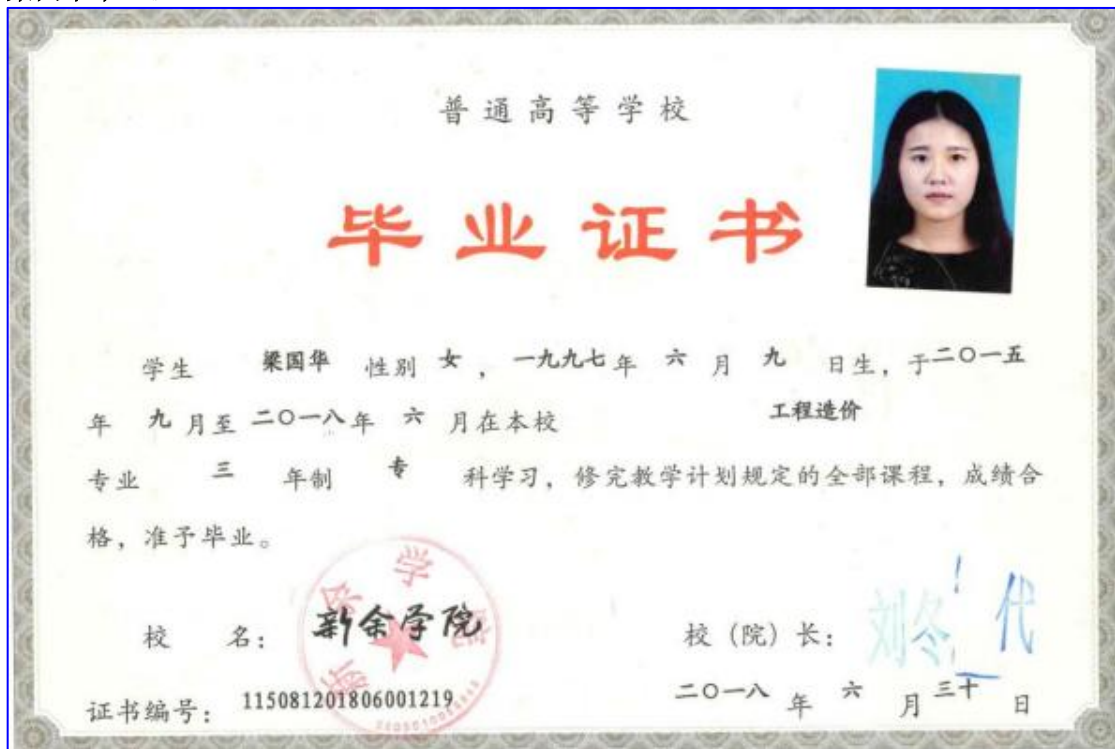 普通高等学校
毕业证书
学生 梁国华 性别 女 , 一九九七 年 六 月 九 日生, 于 二〇一五
年 九 月至 二〇一八 年 六 月在本校 工程造价
专业 三 年制 专 科学习, 修完教学计划规定的全部课程, 成绩合
格, 准予毕业。
新余学院
校 名: 新余学院 校 (院) 长:
证书编号: 115081201806001219 二〇一八 年 六 月 三十 日